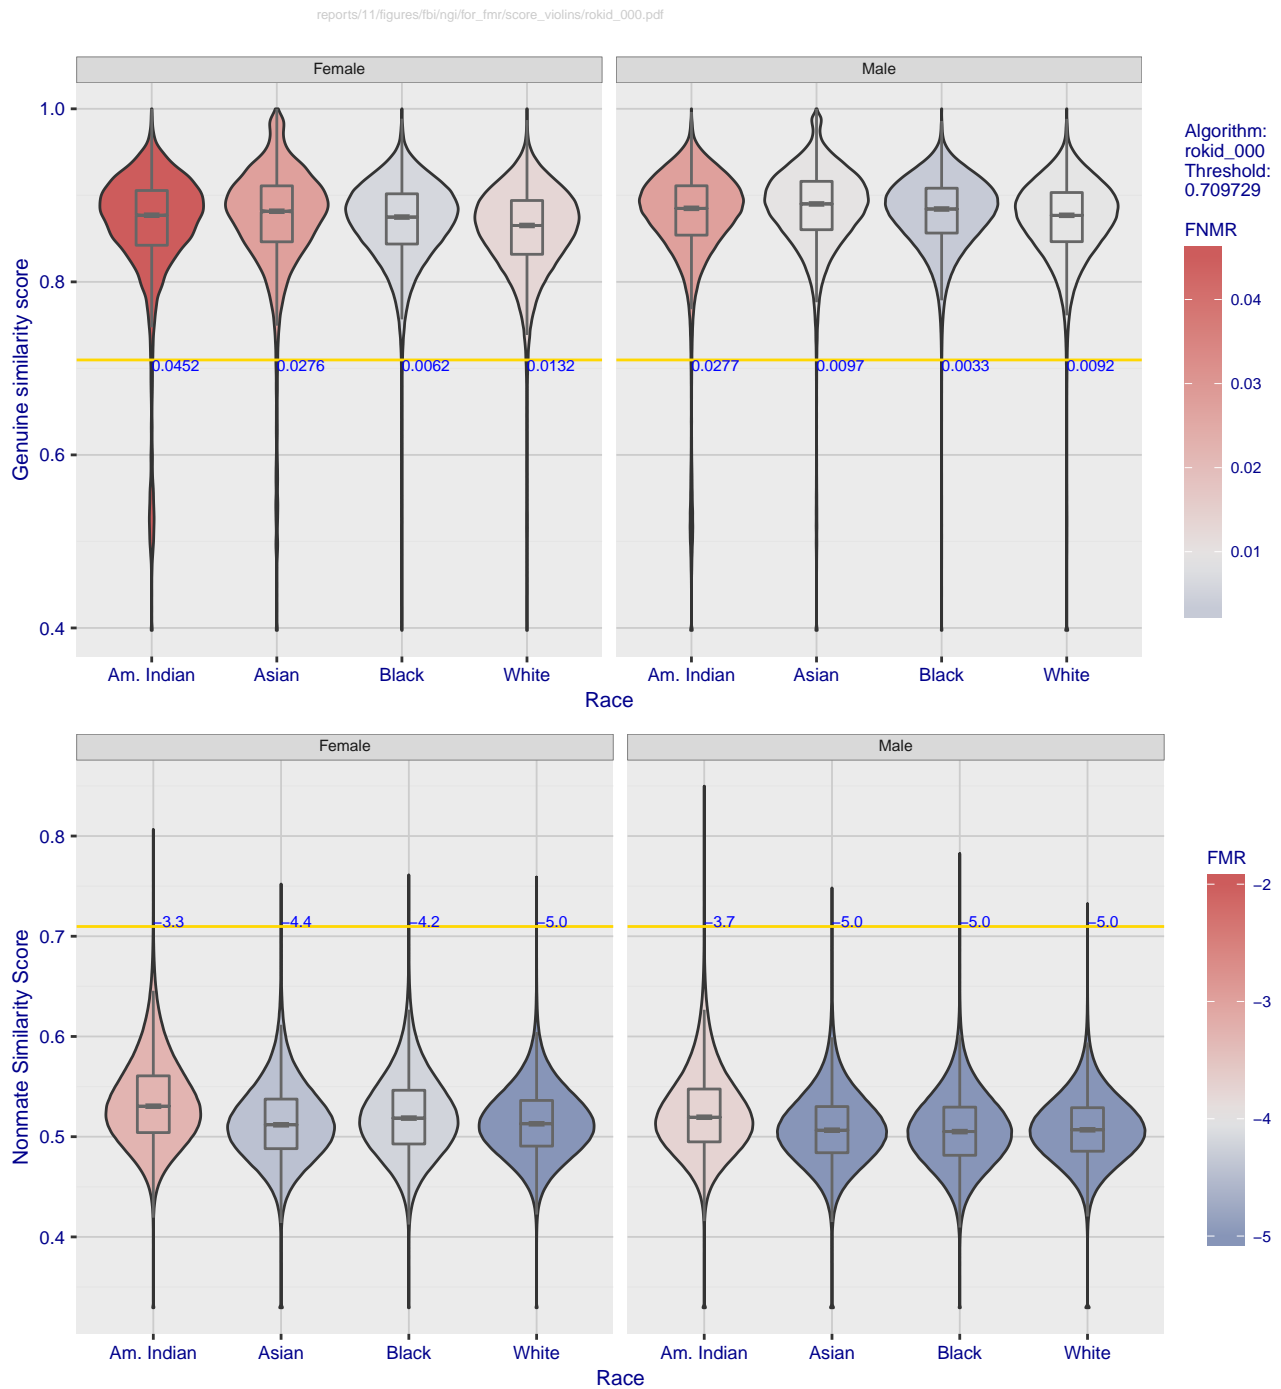 reports/11/figures/fbi/ngi/for_fmr/score_violins/rokid_000.pdf
Female
Male
Genuine similarity score
1.0
0.8
0.6
0.4
0.0452
0.0276
0.0062
0.0132
0.0277
0.0097
0.0033
0.0092
Am. Indian
Asian
Black
White
Am. Indian
Asian
Black
White
Race
Algorithm:
rokid_000
Threshold:
0.709729
FNMR
0.04
0.03
0.02
0.01
Female
Male
Nonmate Similarity Score
0.8
0.7
0.6
0.5
0.4
−3.3
−4.4
−4.2
−5.0
−3.7
−5.0
−5.0
−5.0
Am. Indian
Asian
Black
White
Am. Indian
Asian
Black
White
Race
FMR
−2
−3
−4
−5